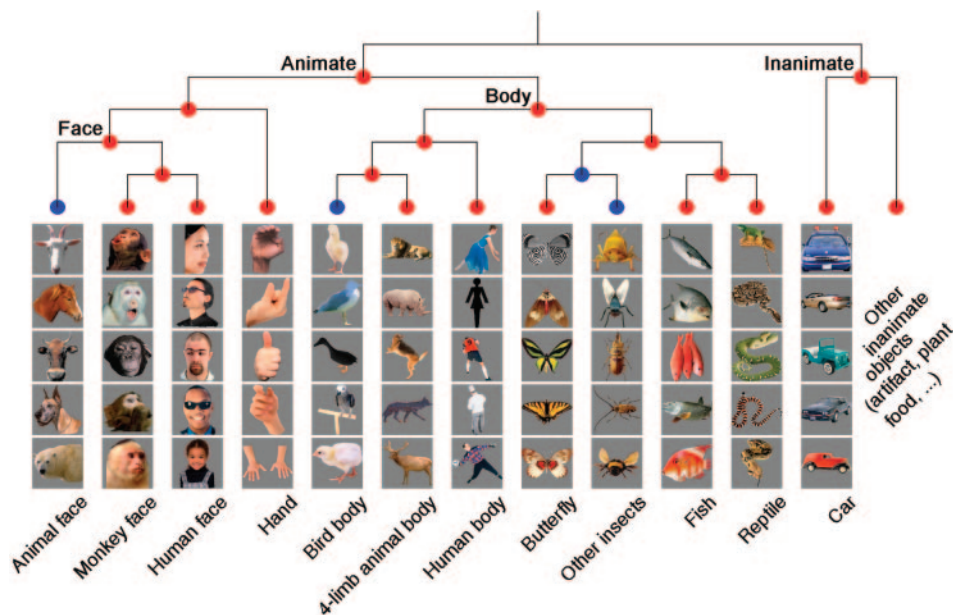 Animate
Inanimate
Body
Face
Other
inanimate
objects
(artifact, plant
food, ...)
Animal face
Monkey face
Human face
Hand
Bird body
4-limb animal body
Human body
Butterfly
Other insects
Fish
Reptile
Car